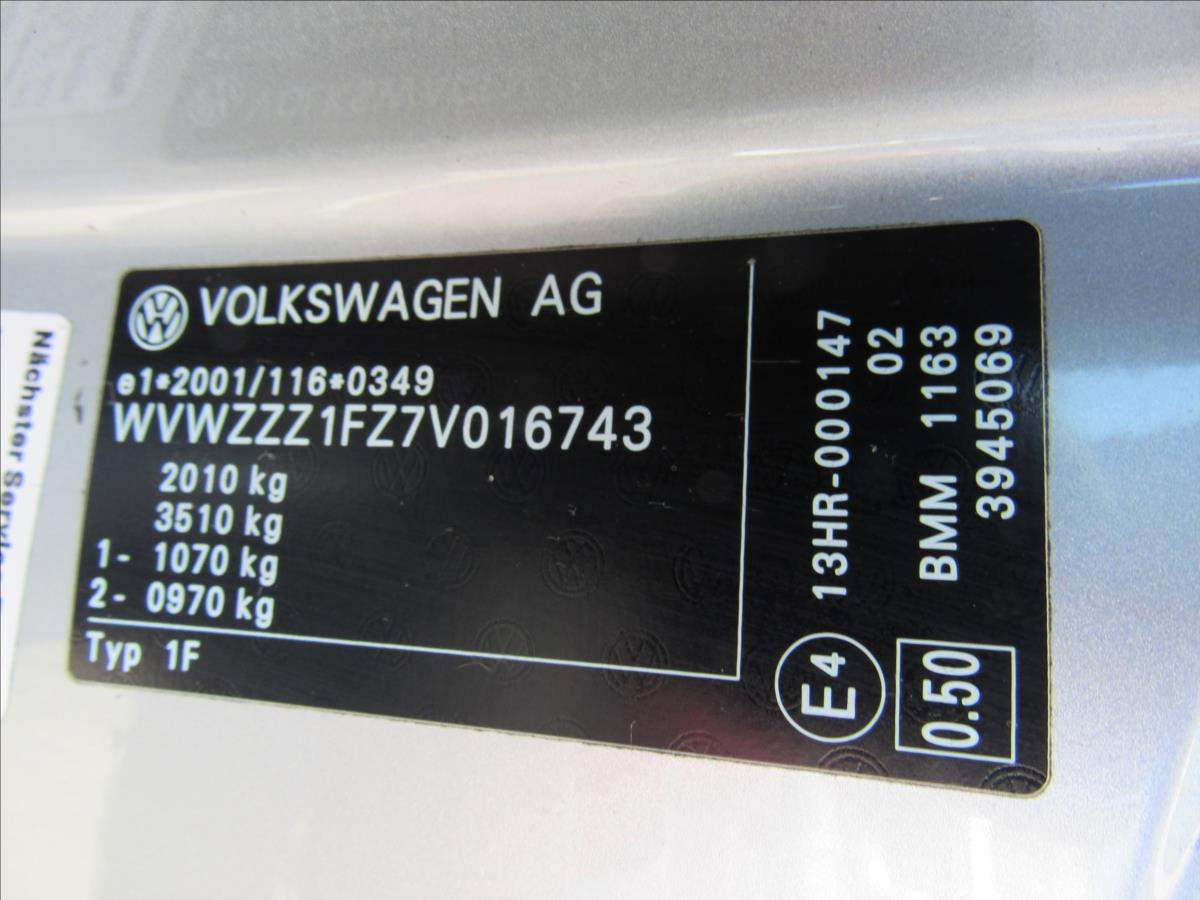 VOLKSWAGEN AG
e1*2001/116*0349
WVWZZZ1FZ7V016743
2010 kg
3510 kg
1- 1070 kg
2- 0970 kg
Typ 1F
13HR-000147
02
BMM 1163
3945069
E4
0.50
Nächster